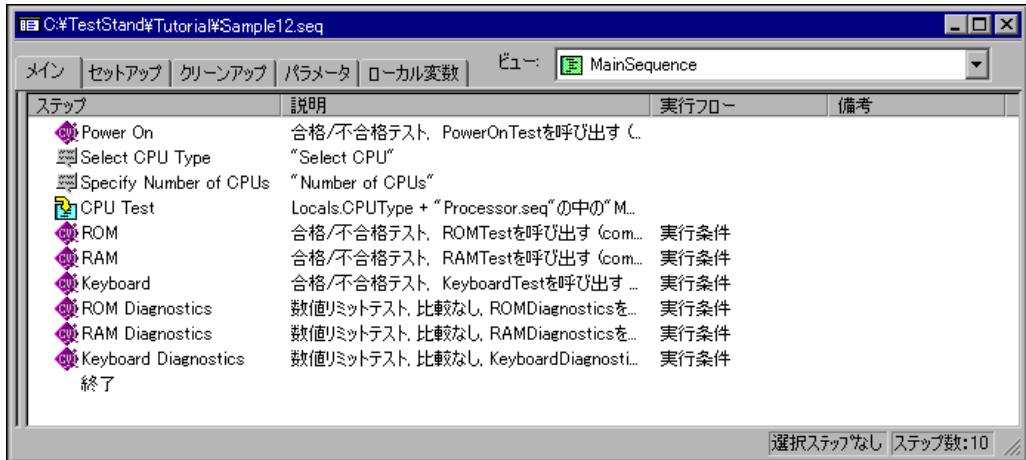 C:¥TestStand¥Tutorial¥Sample12.seq
メイン セットアップ クリーンアップ パラメータ ローカル変数 ビュー: MainSequence
ステップ 説明 実行フロー 備考
Power On 合格/不合格テスト, PowerOnTestを呼び出す (...
Select CPU Type "Select CPU"
Specify Number of CPUs "Number of CPUs"
CPU Test Locals.CPUType + "Processor.seq"の中の"M...
ROM 合格/不合格テスト, ROMTestを呼び出す (com... 実行条件
RAM 合格/不合格テスト, RAMTestを呼び出す (com... 実行条件
Keyboard 合格/不合格テスト, KeyboardTestを呼び出す ... 実行条件
ROM Diagnostics 数値リミットテスト, 比較なし, ROMDiagnosticsを... 実行条件
RAM Diagnostics 数値リミットテスト, 比較なし, RAMDiagnosticsを... 実行条件
Keyboard Diagnostics 数値リミットテスト, 比較なし, KeyboardDiagnosti... 実行条件
終了
選択ステップなし ステップ数:10